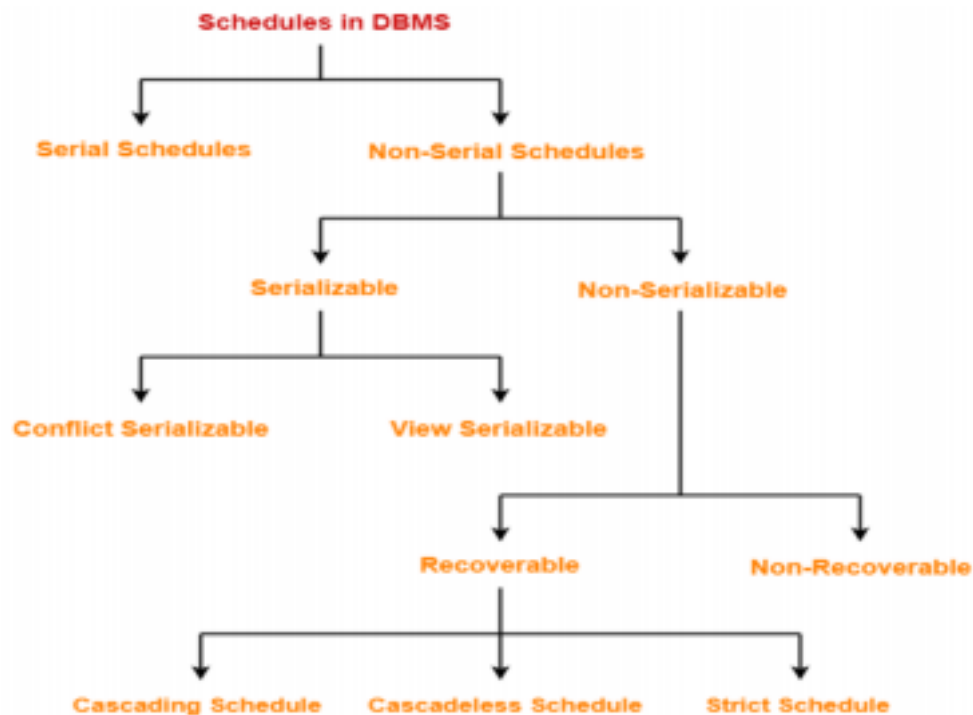 Schedules in DBMS
Serial Schedules
Non-Serial Schedules
Serializable
Non-Serializable
Conflict Serializable
View Serializable
Recoverable
Non-Recoverable
Cascading Schedule
Cascadeless Schedule
Strict Schedule